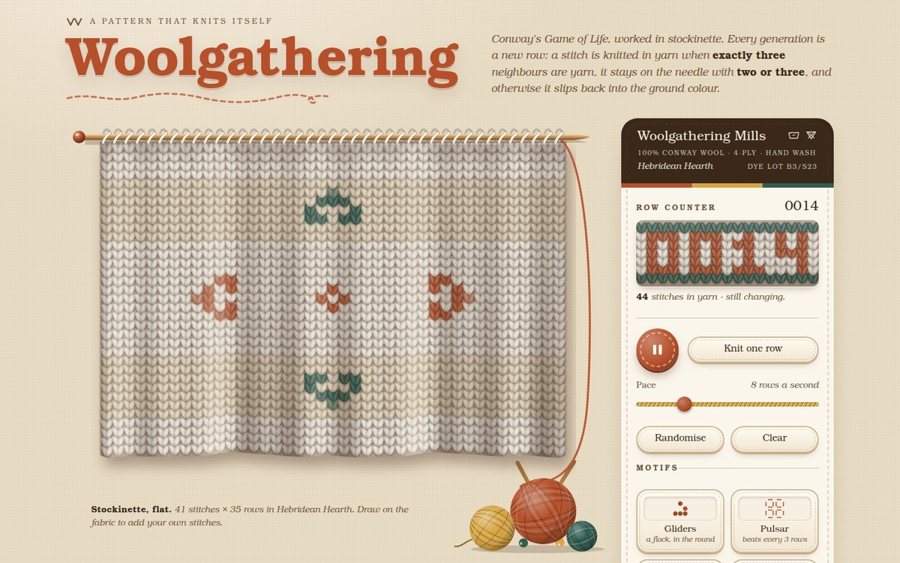 A PATTERN THAT KNITS ITSELF
Woolgathering
Conway's Game of Life, worked in stockinette. Every generation is
a new row: a stitch is knitted in yarn when exactly three
neighbours are yarn, it stays on the needle with two or three, and
otherwise it slips back into the ground colour.
Woolgathering Mills
100% CONWAY WOOL · 4-PLY · HAND WASH
Hebridean Hearth DYE LOT B3/S23
ROW COUNTER 0014
0014
44 stitches in yarn · still changing.
Knit one row
Pace 8 rows a second
Randomise Clear
MOTIFS
Gliders Pulsar
a flock, in the round beats every 3 rows
Stockinette, flat. 41 stitches × 35 rows in Hebridean Hearth. Draw on the
fabric to add your own stitches.